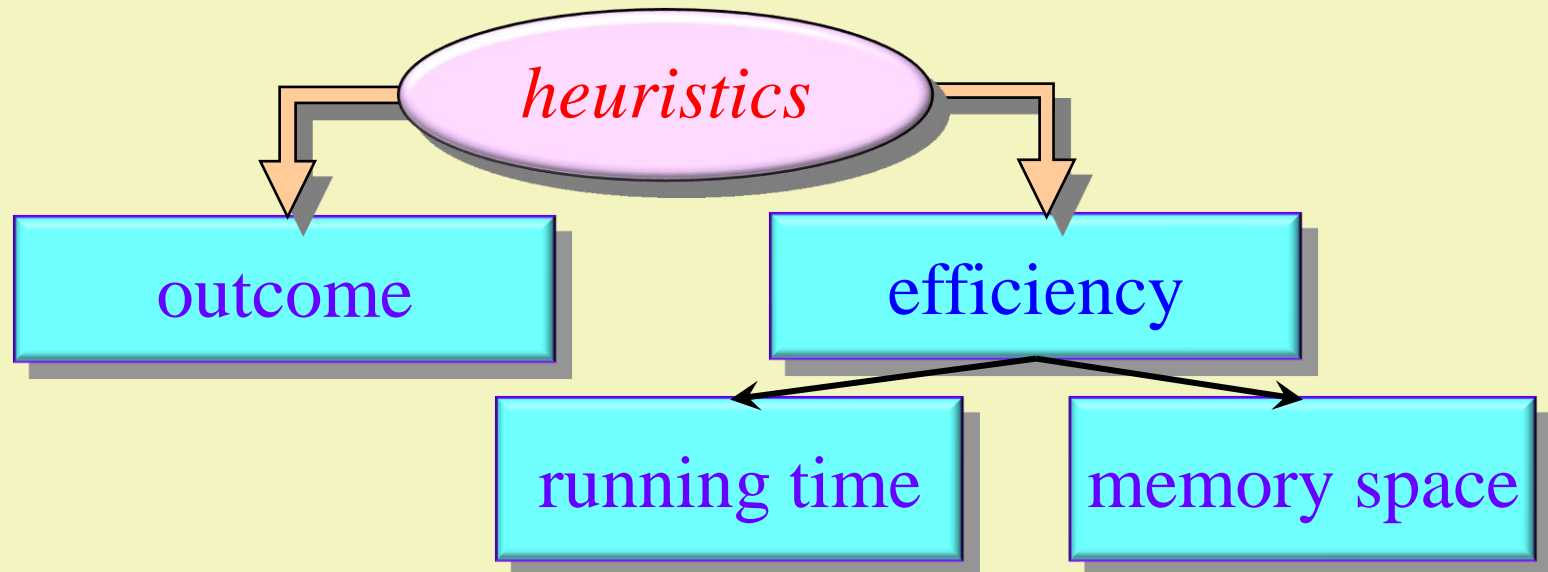 heuristics
outcome
efficiency
running time
memory space